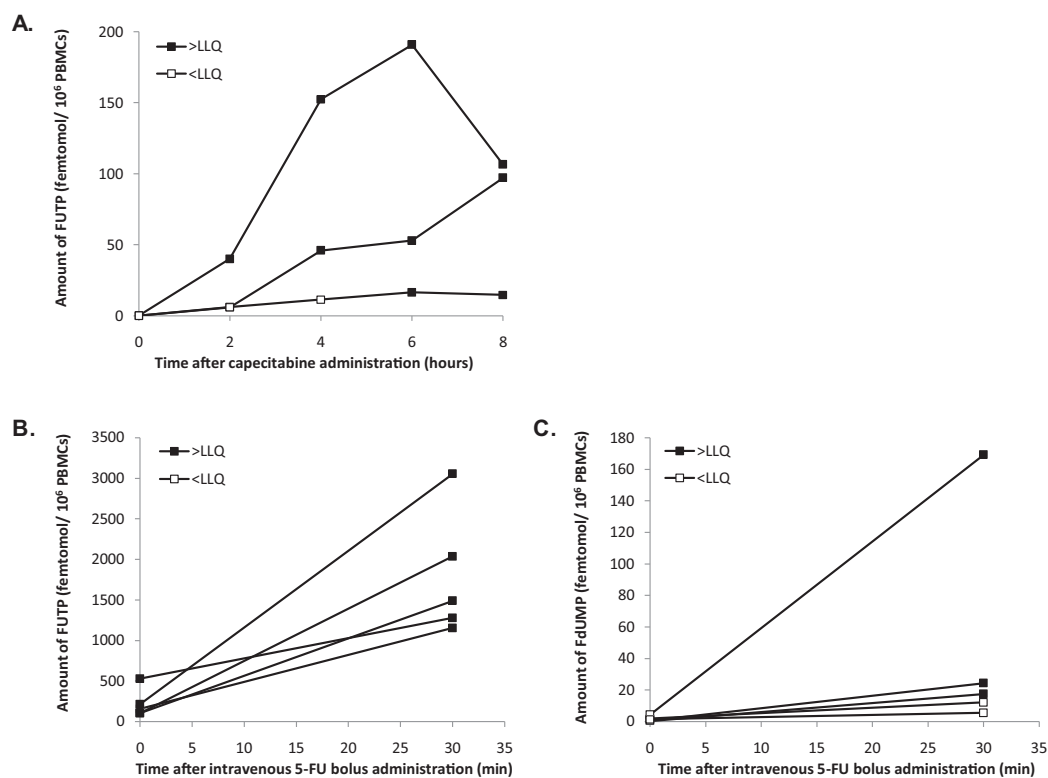 A.
Amount of FUTP (femtomol/ 10⁶ PBMCs)
200
150
100
50
0
>LLQ
<LLQ
0 2 4 6 8
Time after capecitabine administration (hours)
B.
Amount of FUTP (femtomol/ 10⁶ PBMCs)
3500
3000
2500
2000
1500
1000
500
0
>LLQ
<LLQ
0 5 10 15 20 25 30 35
Time after intravenous 5-FU bolus administration (min)
C.
Amount of FdUMP (femtomol/ 10⁶ PBMCs)
180
160
140
120
100
80
60
40
20
0
>LLQ
<LLQ
0 5 10 15 20 25 30 35
Time after intravenous 5-FU bolus administration (min)